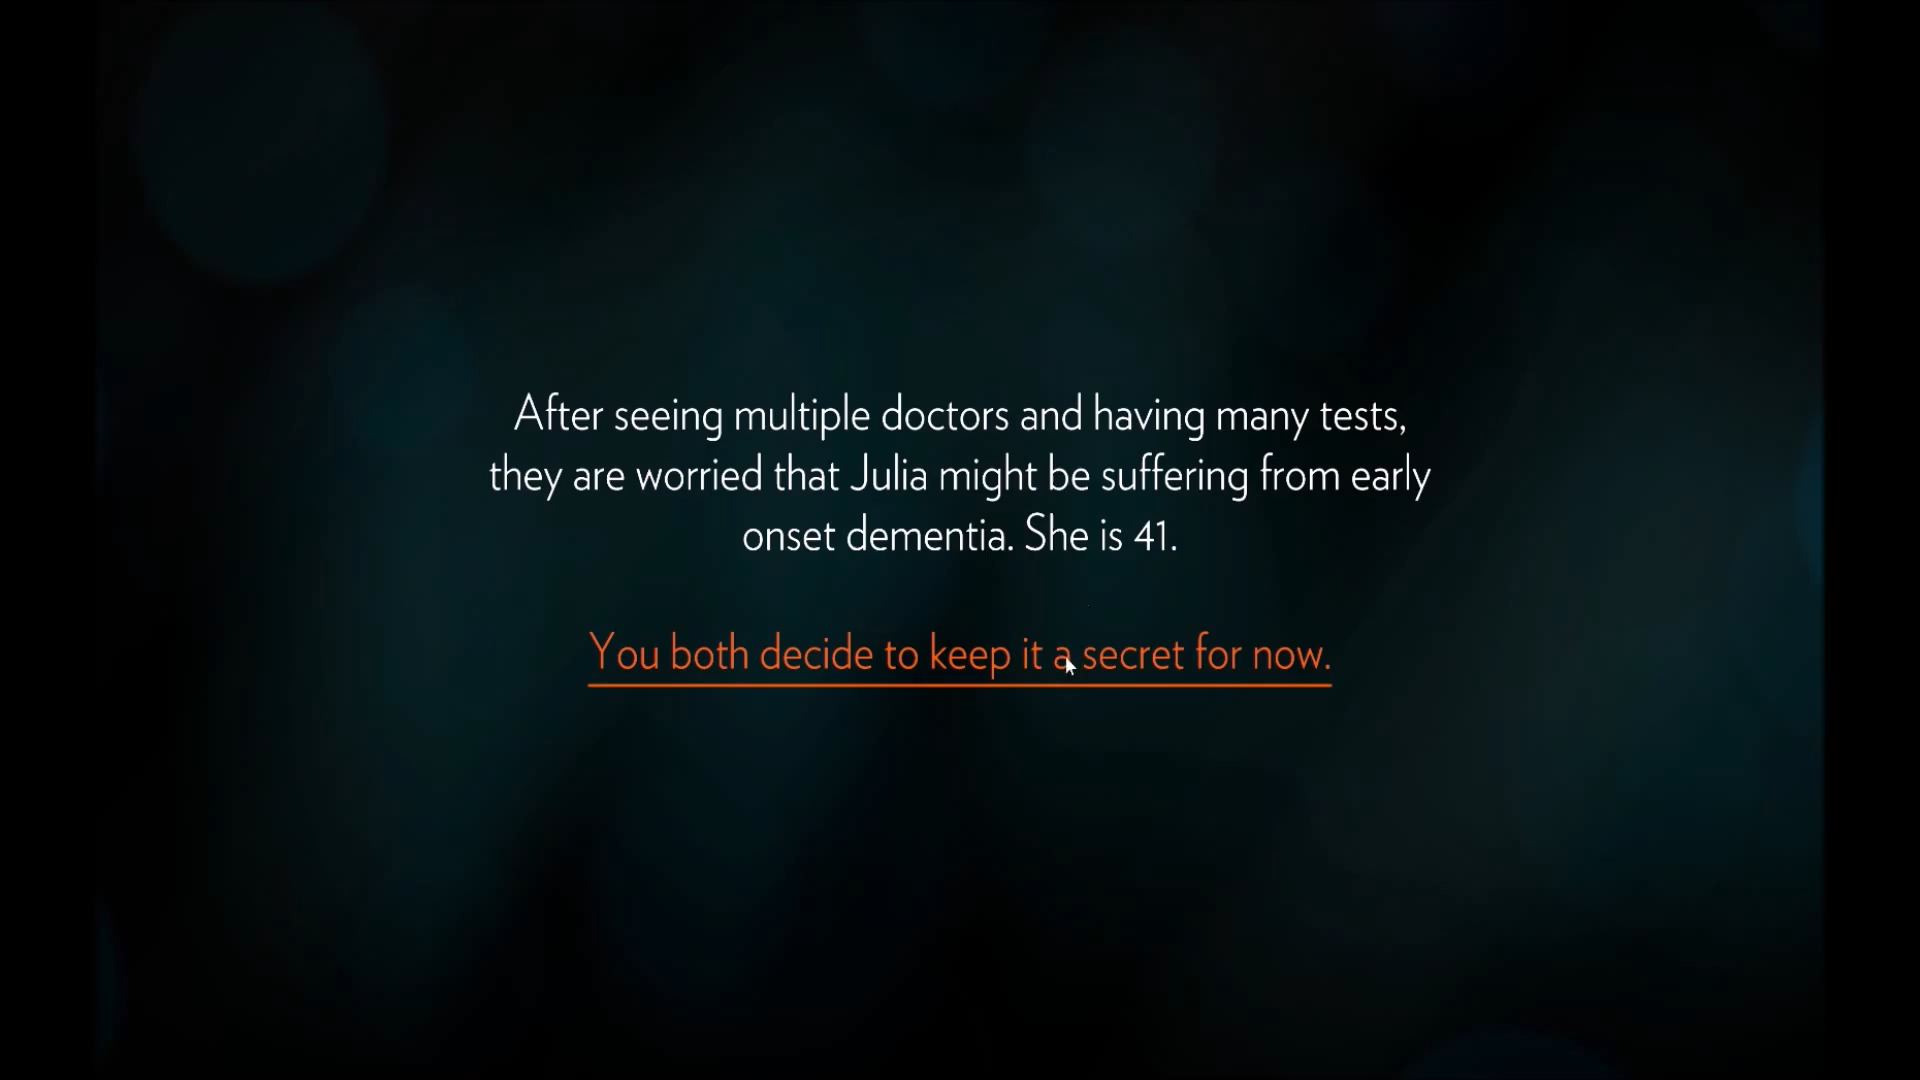 After seeing multiple doctors and having many tests,
they are worried that Julia might be suffering from early
onset dementia. She is 41.
You both decide to keep it a secret for now.